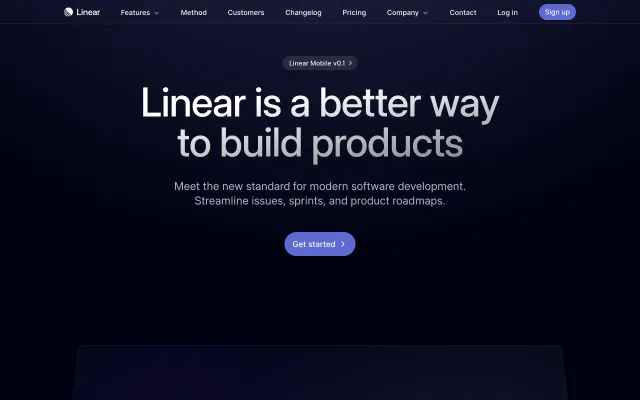 Linear
Features
Method
Customers
Changelog
Pricing
Company
Contact
Log in
Sign up
Linear Mobile v0.1
Linear is a better way
to build products
Meet the new standard for modern software development.
Streamline issues, sprints, and product roadmaps.
Get started